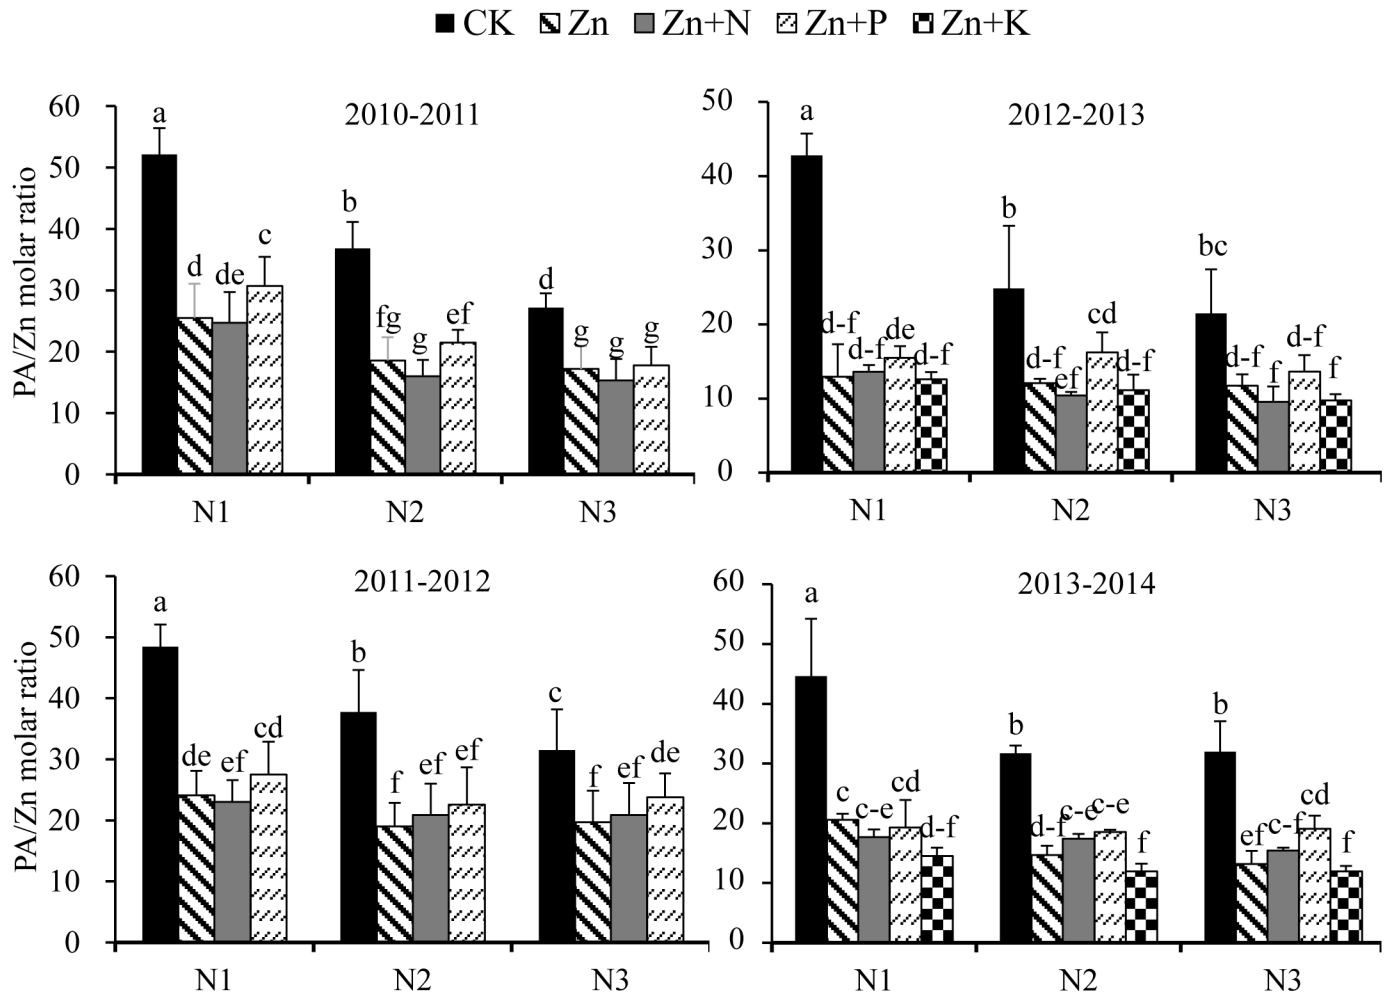 CK Zn Zn+N Zn+P Zn+K
2010-2011
PA/Zn molar ratio
60
50
40
30
20
10
0
a
d
de
c
b
fg
g
ef
d
g
g
g
N1 N2 N3
2012-2013
50
40
30
20
10
0
a
d-f
d-f
de
d-f
b
d-f
ef
cd
d-f
bc
d-f
f
d-f
f
N1 N2 N3
2011-2012
PA/Zn molar ratio
60
50
40
30
20
10
0
a
de
ef
cd
b
f
ef
ef
c
f
ef
de
N1 N2 N3
2013-2014
60
50
40
30
20
10
0
a
c
c-e
cd
d-f
b
d-f
c-e
c-e
f
b
ef
c-f
cd
f
N1 N2 N3